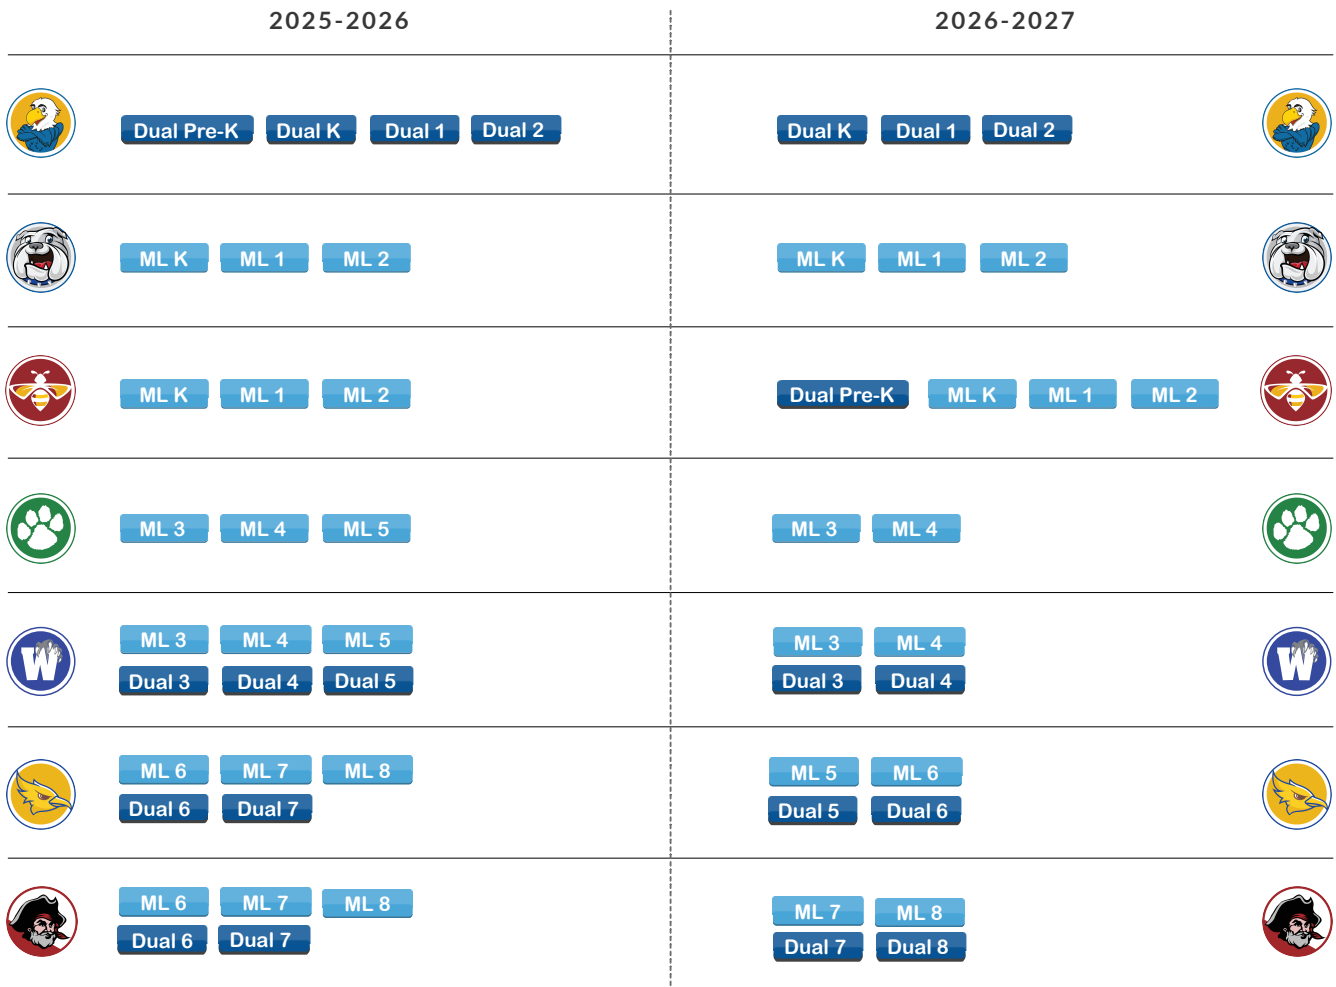 2025-2026 2026-2027
Dual Pre-K Dual K Dual 1 Dual 2 Dual K Dual 1 Dual 2
ML K ML 1 ML 2 ML K ML 1 ML 2
ML K ML 1 ML 2 Dual Pre-K ML K ML 1 ML 2
ML 3 ML 4 ML 5 ML 3 ML 4
ML 3 ML 4 ML 5 ML 3 ML 4
W W
Dual 3 Dual 4 Dual 5 Dual 3 Dual 4
ML 6 ML 7 ML 8 ML 5 ML 6
Dual 6 Dual 7 Dual 5 Dual 6
ML 6 ML 7 ML 8 ML 7 ML 8
Dual 6 Dual 7 Dual 7 Dual 8